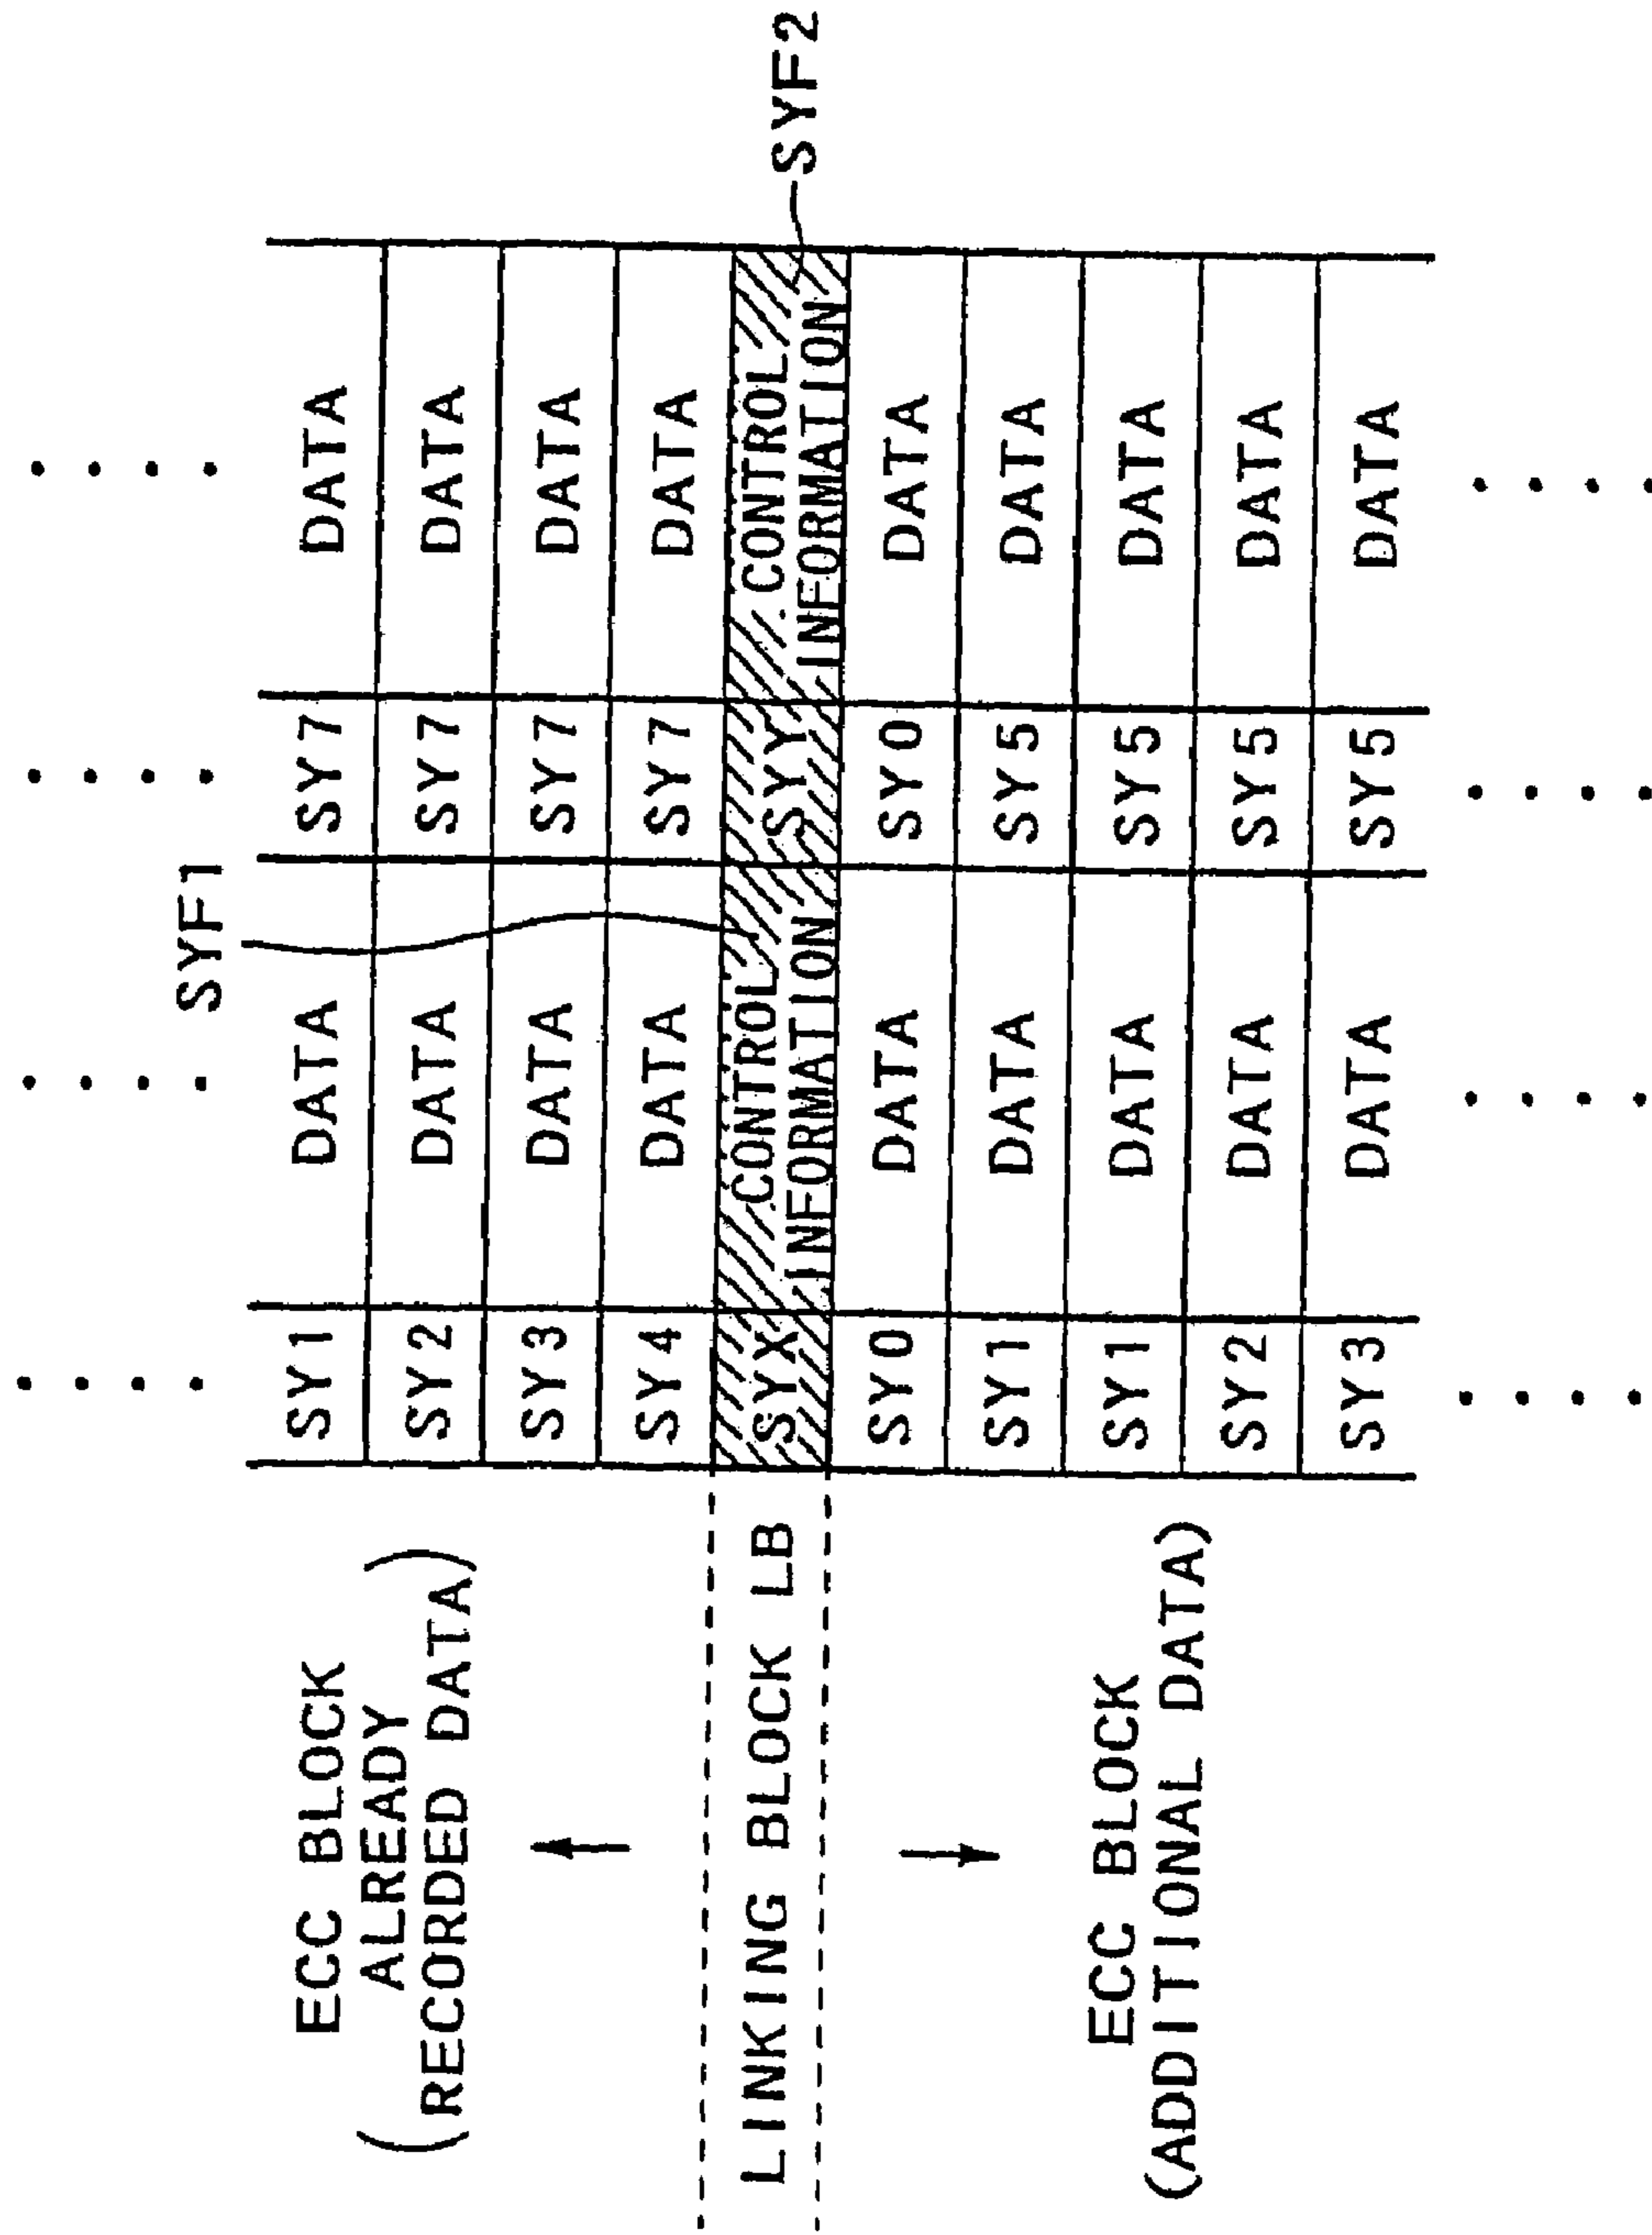 SYF1
SYF2
. . . .
. . . .
. . . .
. . . .
ECC BLOCK
ALREADY
(RECORDED DATA)
SY1 DATA SY7 DATA
SY2 DATA SY7 DATA
SY3 DATA SY7 DATA
SY4 DATA SY7 DATA
LINKING BLOCK LB
SYX CONTROL INFORMATION SYY CONTROL INFORMATION
ECC BLOCK
(ADDITIONAL DATA)
SY0 DATA SY0 DATA
SY1 DATA SY5 DATA
SY1 DATA SY5 DATA
SY2 DATA SY5 DATA
SY3 DATA SY5 DATA
. . . .
. . . .
. . . .
. . . .